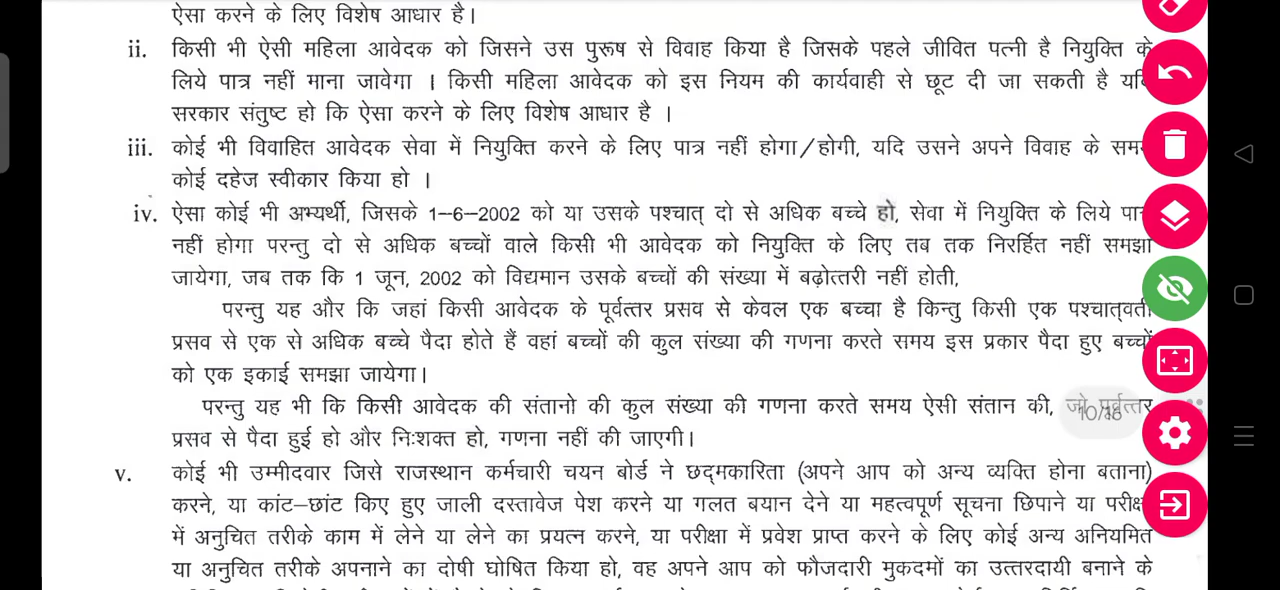 ऐसा करने के लिए विशेष आधार है।
ii. किसी भी ऐसी महिला आवेदक को जिसने उस पुरूष से विवाह किया है जिसके पहले जीवित पत्नी है नियुक्ति के
लिये पात्र नहीं माना जावेगा । किसी महिला आवेदक को इस नियम की कार्यवाही से छूट दी जा सकती है यदि
सरकार संतुष्ट हो कि ऐसा करने के लिए विशेष आधार है ।
iii. कोई भी विवाहित आवेदक सेवा में नियुक्ति करने के लिए पात्र नहीं होगा/होगी, यदि उसने अपने विवाह के
कोई दहेज स्वीकार किया हो ।
iv. ऐसा कोई भी अभ्यर्थी, जिसके 1–6–2002 को या उसके पश्चात् दो से अधिक बच्चे हो, सेवा में नियुक्ति के लिये
नहीं होगा परन्तु दो से अधिक बच्चों वाले किसी भी आवेदक को नियुक्ति के लिए तब तक निरर्हित नहीं समझा
जायेगा, जब तक कि 1 जून, 2002 को विद्यमान उसके बच्चों की संख्या में बढ़ोत्तरी नहीं होती,
परन्तु यह और कि जहां किसी आवेदक के पूर्वत्तर प्रसव से केवल एक बच्चा है किन्तु किसी एक पश्चात्वर्ती
प्रसव से एक से अधिक बच्चे पैदा होते हैं वहां बच्चों की कुल संख्या की गणना करते समय इस प्रकार पैदा हुए बच्चों
को एक इकाई समझा जायेगा।
परन्तु यह भी कि किसी आवेदक की संतानो की कुल संख्या की गणना करते समय ऐसी संतान की, जो पूर्वत्तर
10/18
प्रसव से पैदा हुई हो और निःशक्त हो, गणना नहीं की जाएगी।
v. कोई भी उम्मीदवार जिसे राजस्थान कर्मचारी चयन बोर्ड ने छद्मकारिता (अपने आप को अन्य व्यक्ति होना बताना)
करने, या कांट–छांट किए हुए जाली दस्तावेज पेश करने या गलत बयान देने या महत्वपूर्ण सूचना छिपाने या
में अनुचित तरीके काम में लेने या लेने का प्रयत्न करने, या परीक्षा में प्रवेश प्राप्त करने के लिए कोई अन्य अनियमित
या अनुचित तरीके अपनाने का दोषी घोषित किया हो, वह अपने आप को फौजदारी मुकदमों का उत्तरदायी बनाने के